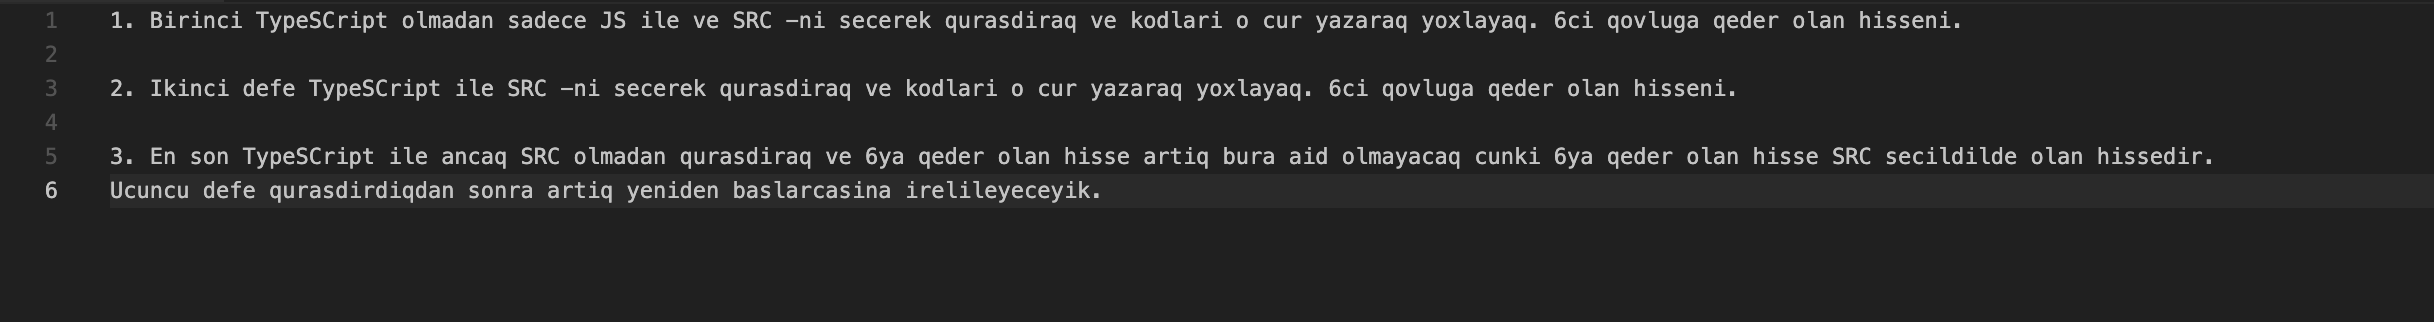 1 1. Birinci TypeSCript olmadan sadece JS ile ve SRC -ni secerek qurasdiraq ve kodlari o cur yazaraq yoxlayaq. 6ci qovluga qeder olan hisseni.
2
3 2. Ikinci defe TypeSCript ile SRC -ni secerek qurasdiraq ve kodlari o cur yazaraq yoxlayaq. 6ci qovluga qeder olan hisseni.
4
5 3. En son TypeSCript ile ancaq SRC olmadan qurasdiraq ve 6ya qeder olan hisse artiq bura aid olmayacaq cunki 6ya qeder olan hisse SRC secildilde olan hissedir.
6 Ucuncu defe qurasdirdiqdan sonra artiq yeniden baslarcasina irelileyeceyik.